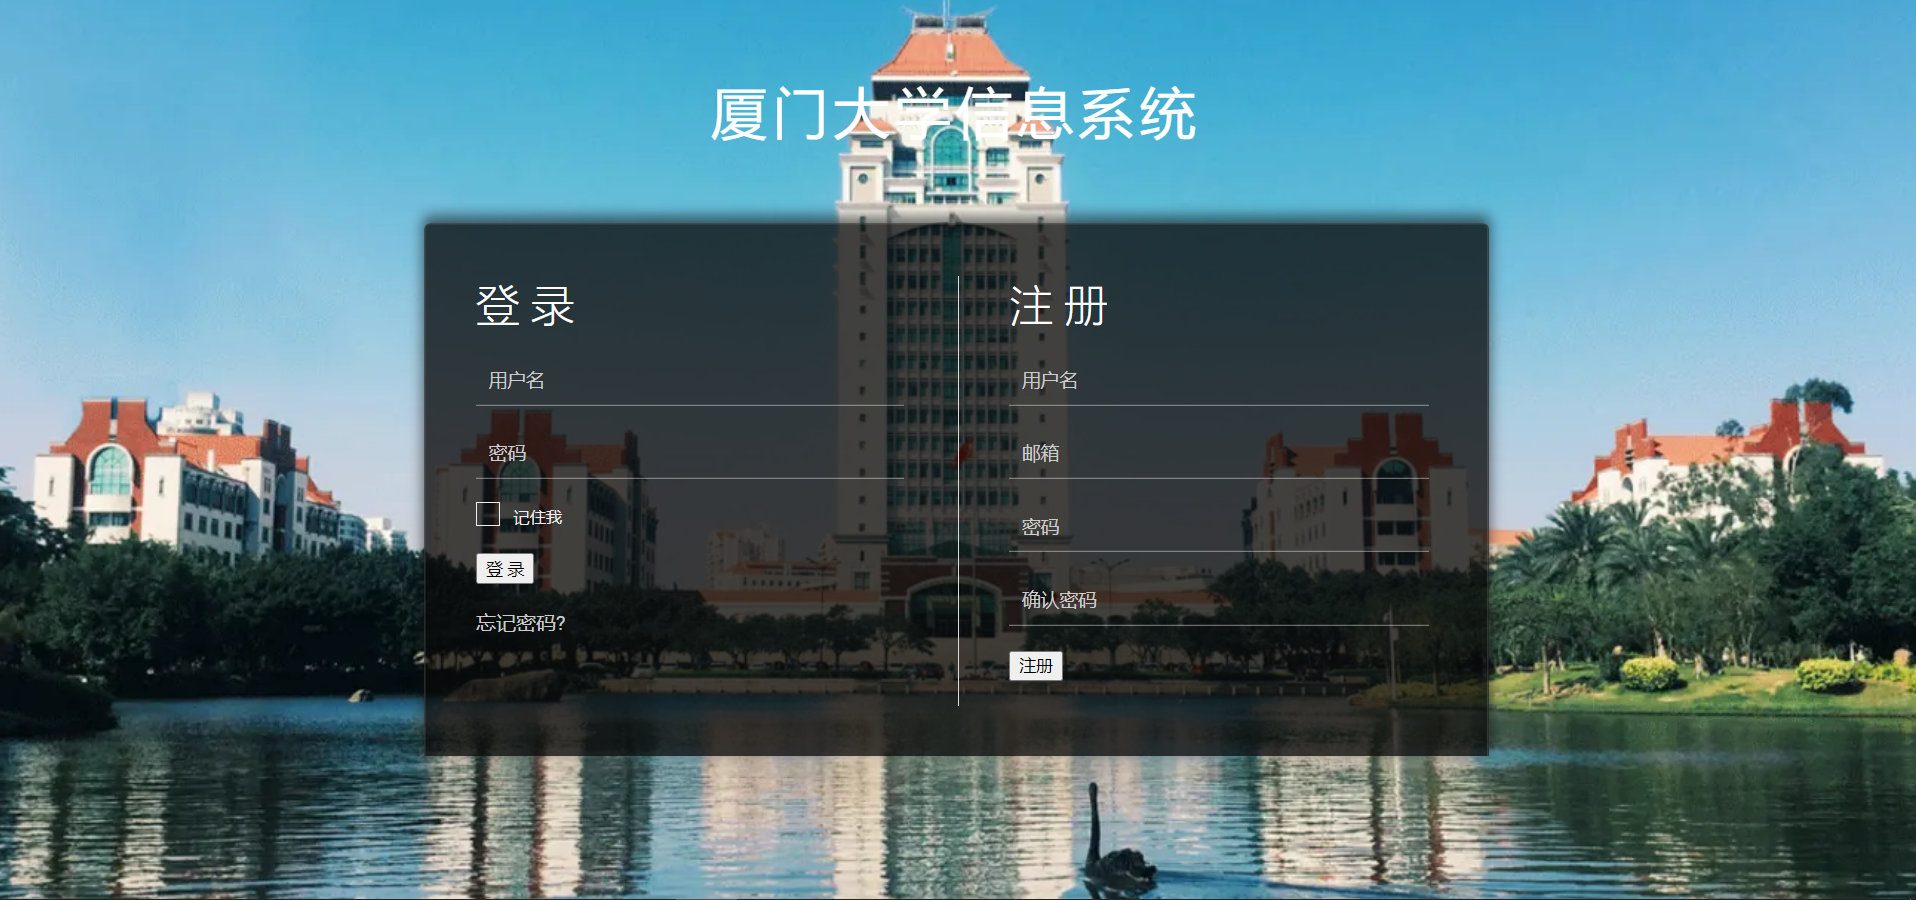 厦门大学信息系统
登 录
用户名
密码
记住我
登 录
忘记密码?
注 册
用户名
邮箱
密码
确认密码
注册